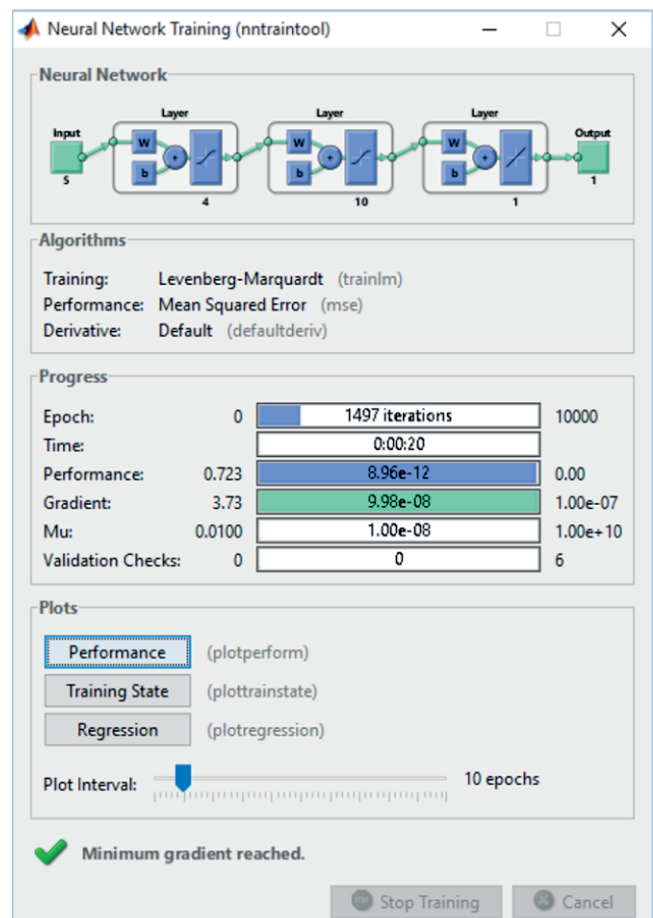 Neural Network Training (nntraintool)
Neural Network
Layer Layer Layer
Input Output
W W W
+ + +
b b b
5 1
4 10 1
Algorithms
Training: Levenberg-Marquardt (trainlm)
Performance: Mean Squared Error (mse)
Derivative: Default (defaultderiv)
Progress
Epoch: 0 1497 iterations 10000
Time: 0:00:20
Performance: 0.723 8.96e-12 0.00
Gradient: 3.73 9.98e-08 1.00e-07
Mu: 0.0100 1.00e-08 1.00e+10
Validation Checks: 0 0 6
Plots
Performance (plotperform)
Training State (plottrainstate)
Regression (plotregression)
Plot Interval: 10 epochs
Minimum gradient reached.
Stop Training Cancel